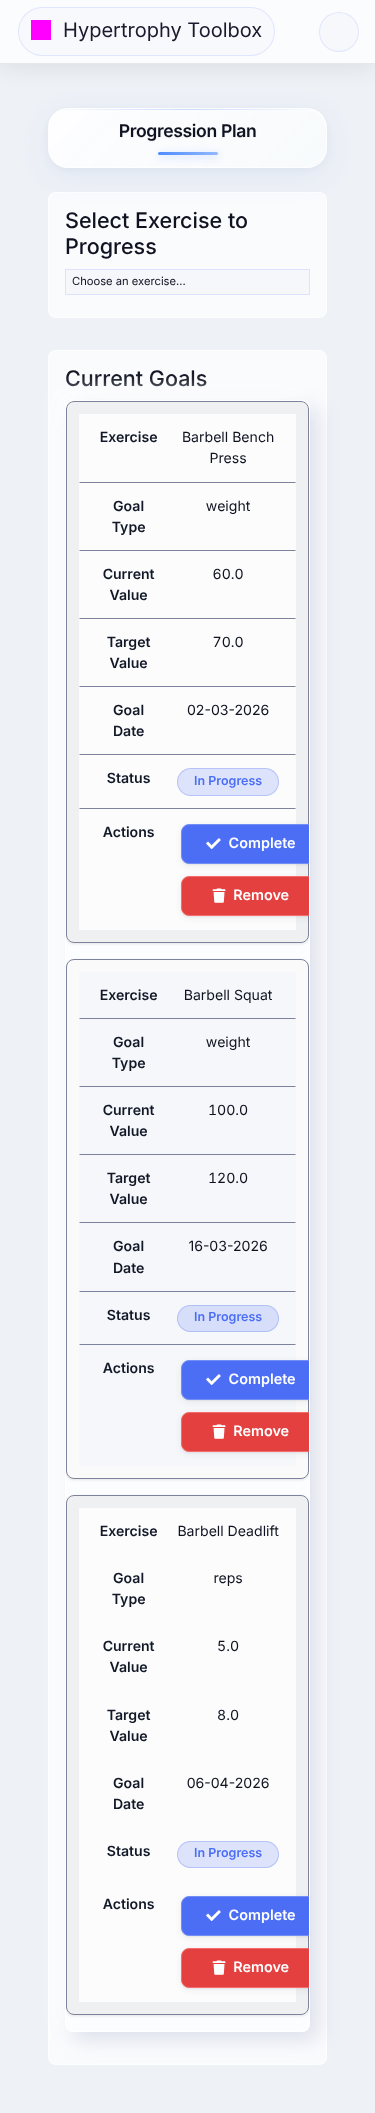 Hypertrophy Toolbox
Progression Plan
Select Exercise to
Progress
Choose an exercise...
Current Goals
Exercise Barbell Bench
Press
Goal weight
Type
Current 60.0
Value
Target 70.0
Value
Goal 02-03-2026
Date
Status In Progress
Actions Complete
Remove
Exercise Barbell Squat
Goal weight
Type
Current 100.0
Value
Target 120.0
Value
Goal 16-03-2026
Date
Status In Progress
Actions Complete
Remove
Exercise Barbell Deadlift
Goal reps
Type
Current 5.0
Value
Target 8.0
Value
Goal 06-04-2026
Date
Status In Progress
Actions Complete
Remove